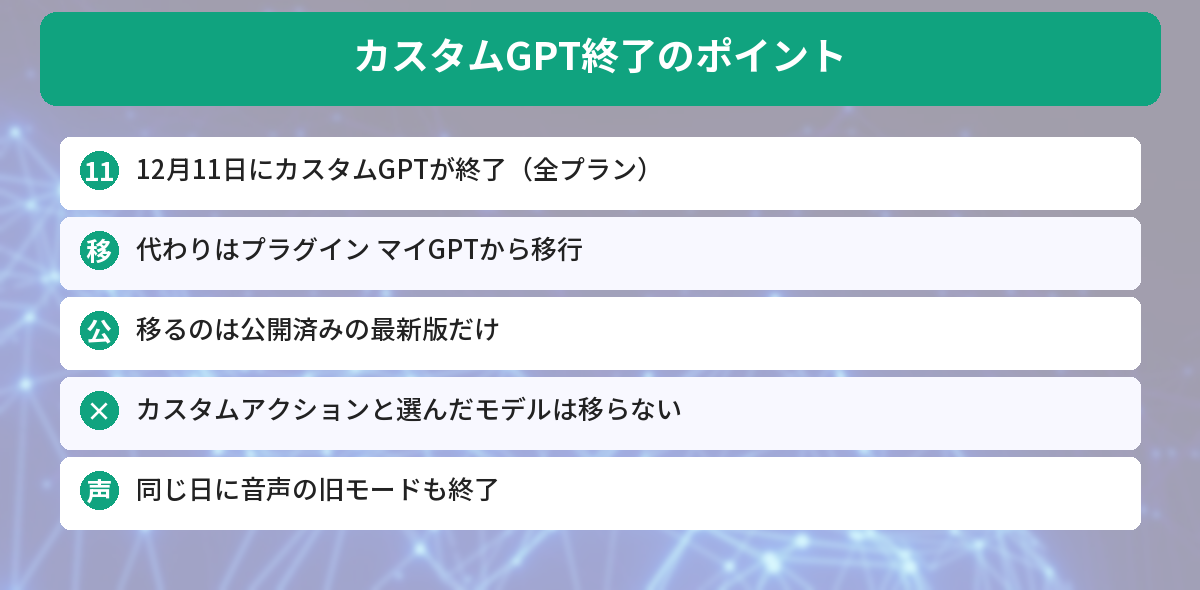 カスタムGPT終了のポイント
11 12月11日にカスタムGPTが終了（全プラン）
移 代わりはプラグイン マイGPTから移行
公 移るのは公開済みの最新版だけ
× カスタムアクションと選んだモデルは移らない
声 同じ日に音声の旧モードも終了